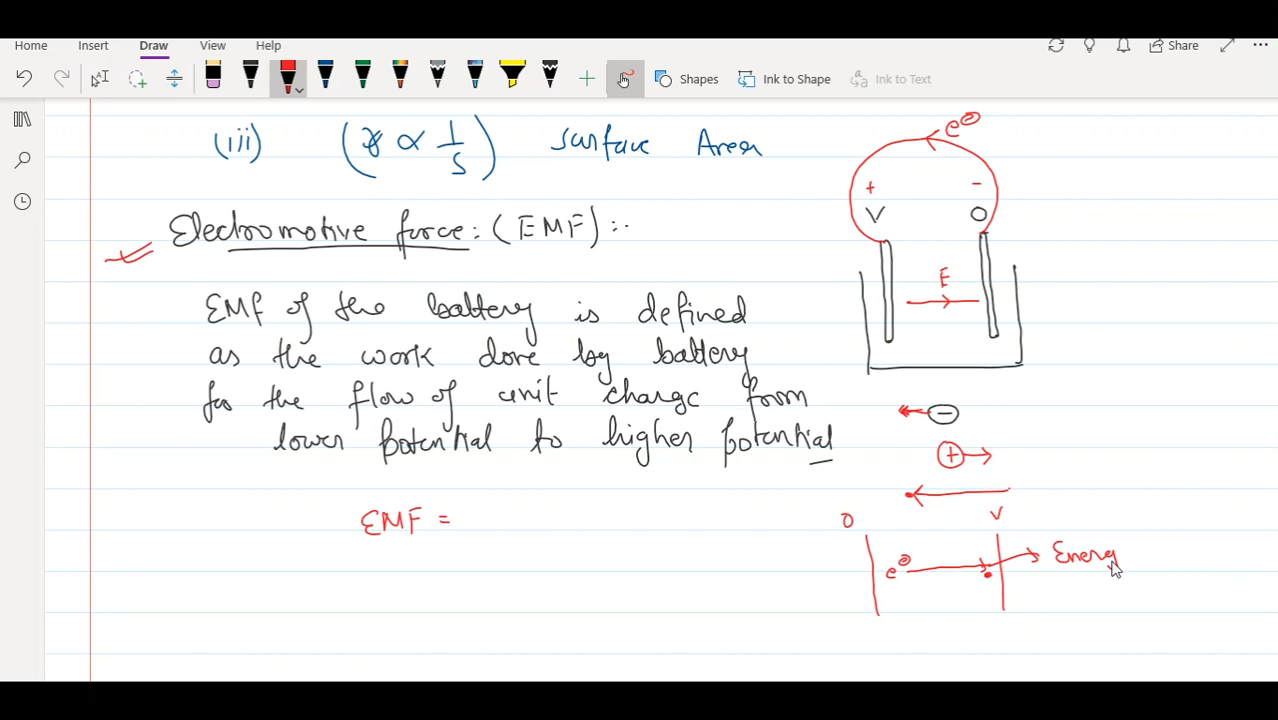 Home Insert Draw View Help
Share
Shapes Ink to Shape Ink to Text
(iii) (r ∝ 1/S) Surface Area
e⊖
+ -
V O
Electromotive force: (EMF) :-
E
EMF of the battery is defined
as the work done by battery
for the flow of unit charge from
lower potential to higher potential
-
+
EMF =
O V
e⊖ Energy